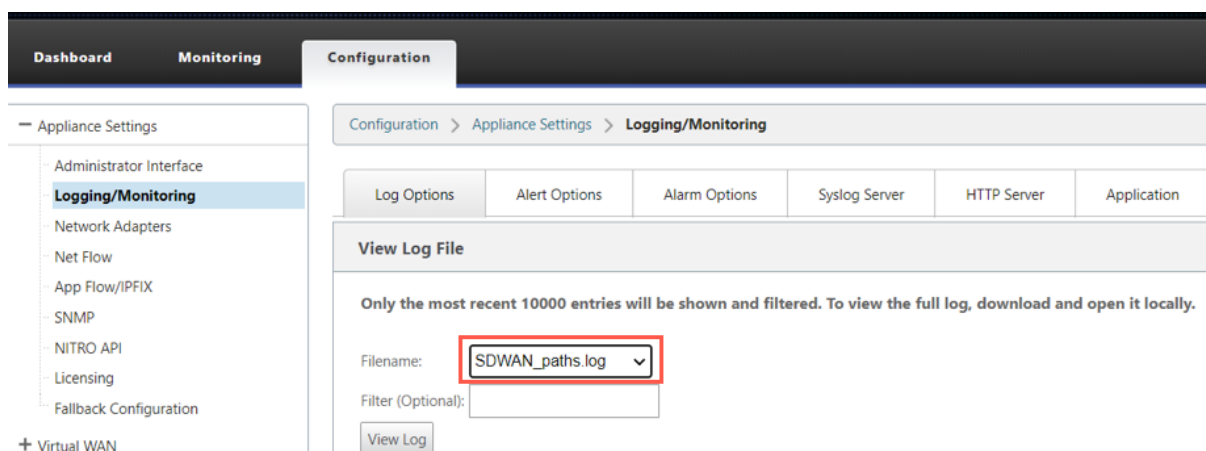 Dashboard Monitoring Configuration
Appliance Settings
Administrator Interface
Logging/Monitoring
Network Adapters
Net Flow
App Flow/IPFIX
SNMP
NITRO API
Licensing
Fallback Configuration
Virtual WAN
Configuration > Appliance Settings > Logging/Monitoring
Log Options Alert Options Alarm Options Syslog Server HTTP Server Application
View Log File
Only the most recent 10000 entries will be shown and filtered. To view the full log, download and open it locally.
Filename: SDWAN_paths.log
Filter (Optional):
View Log